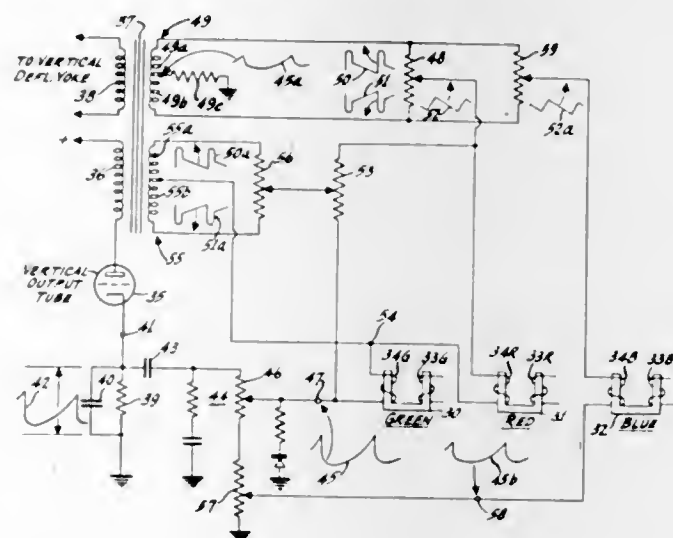 37
49
TO VERTICAL
DEFL. YOKE
38
49a
49b
49c
45a
50
51
48
52
59
52a
+
36
55a
55b
50a
51a
56
53
55
VERTICAL
OUTPUT
TUBE
35
41
42
40
39
43
44
46
47
45
54
34G
33G
30
GREEN
34R
33R
31
RED
34B
33B
32
BLUE
45b
57
58